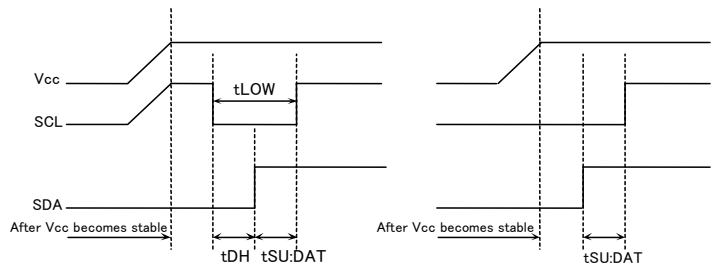 Vcc
tLOW
SCL
SDA
After Vcc becomes stable
tDH tSU:DAT
After Vcc becomes stable
tSU:DAT